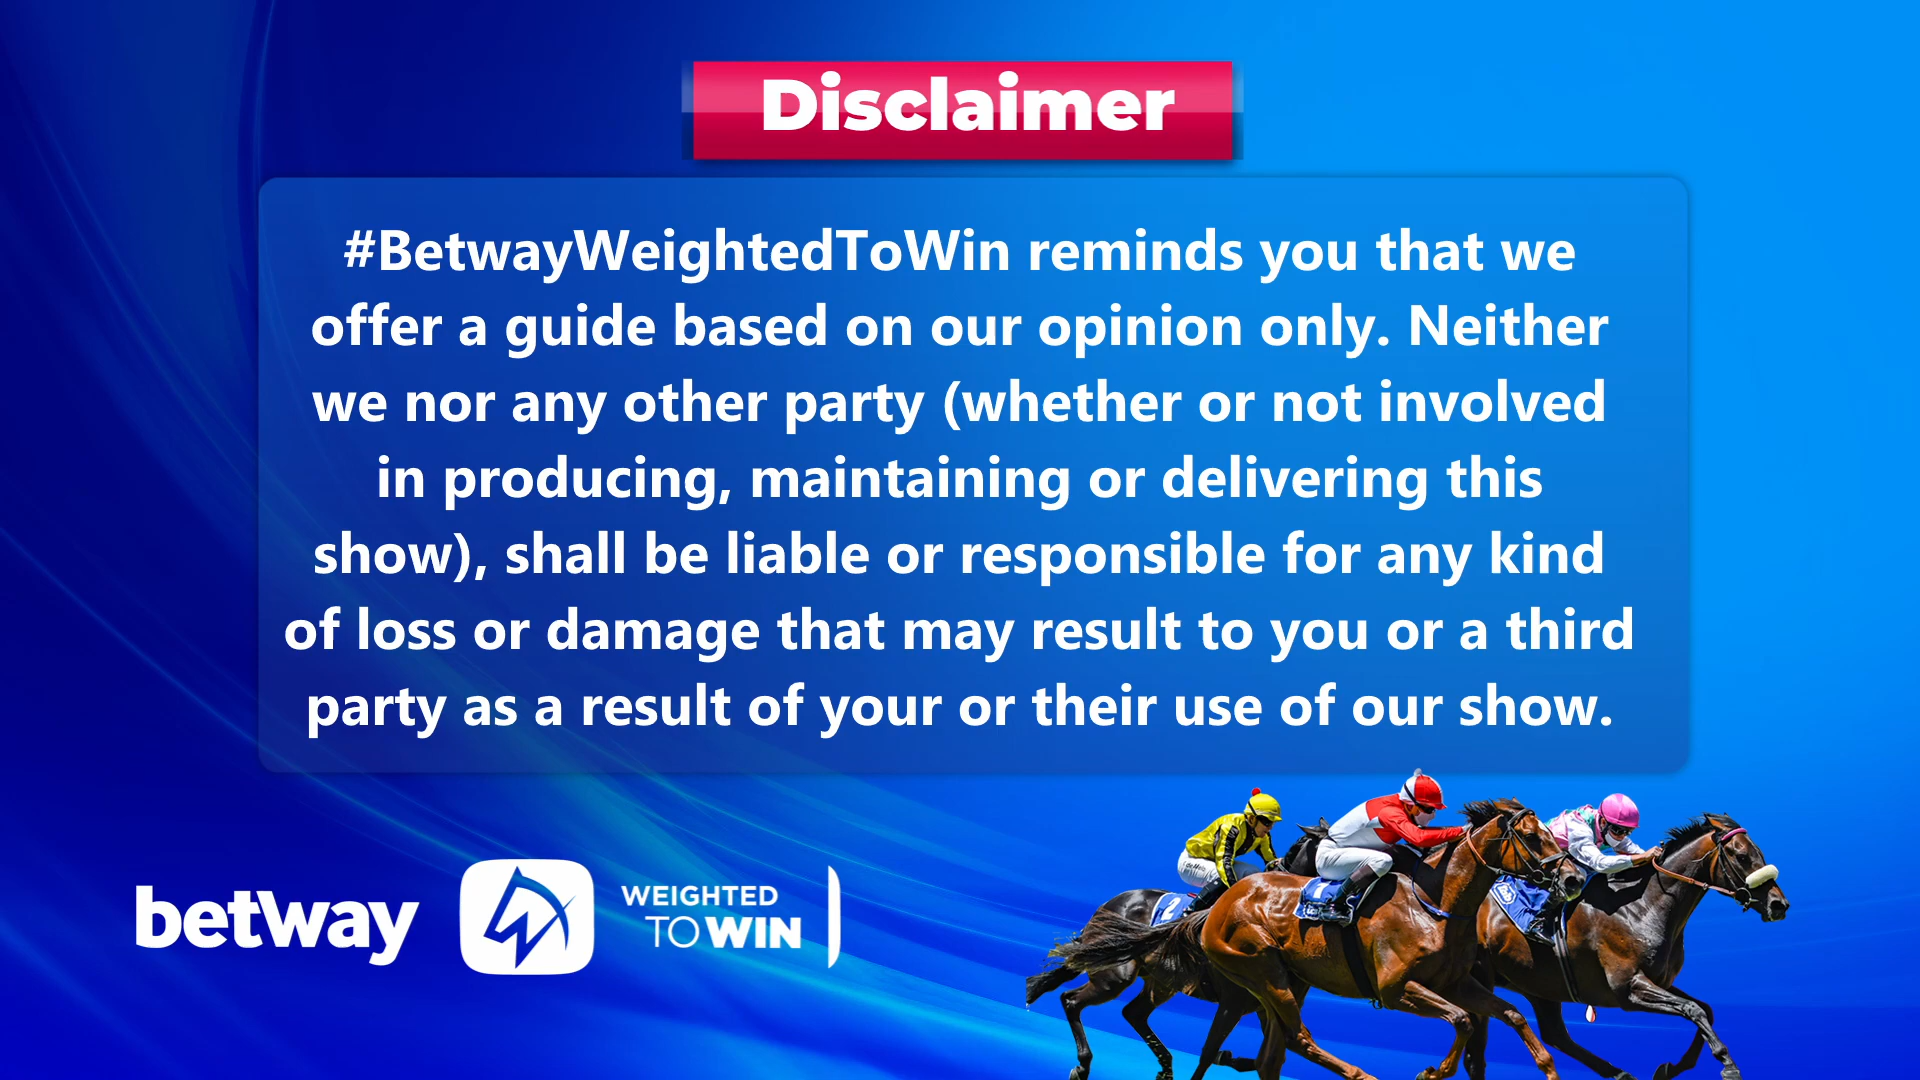 Disclaimer
#BetwayWeightedToWin reminds you that we
offer a guide based on our opinion only. Neither
we nor any other party (whether or not involved
in producing, maintaining or delivering this
show), shall be liable or responsible for any kind
of loss or damage that may result to you or a third
party as a result of your or their use of our show.
betway
WEIGHTED
TOWIN
2
1